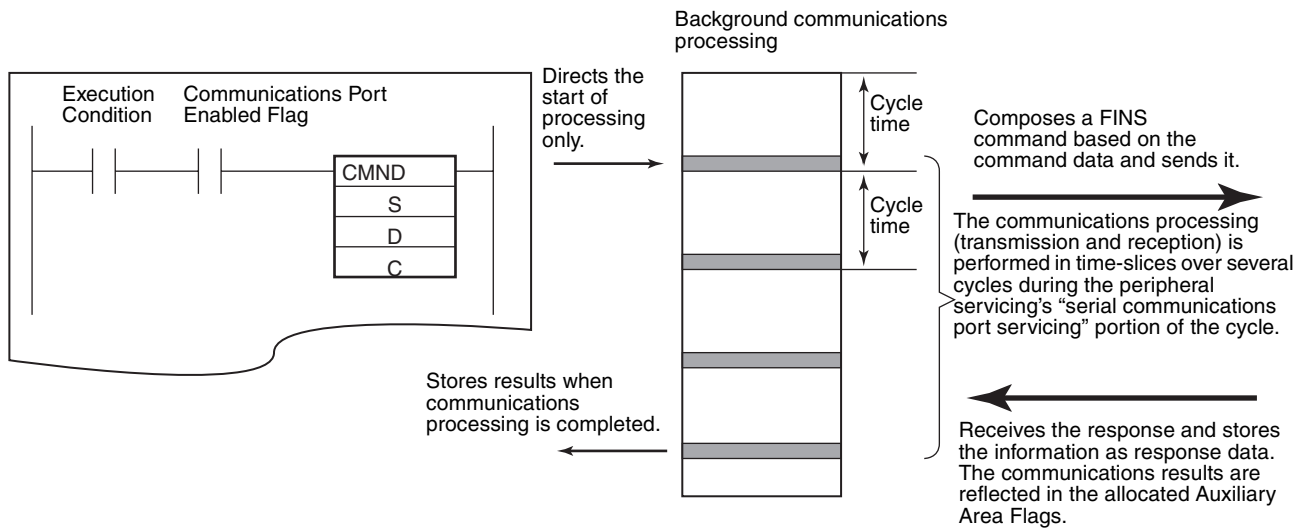 Background communications
processing
Execution
Condition
Communications Port
Enabled Flag
CMND
S
D
C
Directs the
start of
processing
only.
Cycle
time
Cycle
time
Composes a FINS
command based on the
command data and sends it.
The communications processing
(transmission and reception) is
performed in time-slices over several
cycles during the peripheral
servicing's “serial communications
port servicing” portion of the cycle.
Stores results when
communications
processing is completed.
Receives the response and stores
the information as response data.
The communications results are
reflected in the allocated Auxiliary
Area Flags.